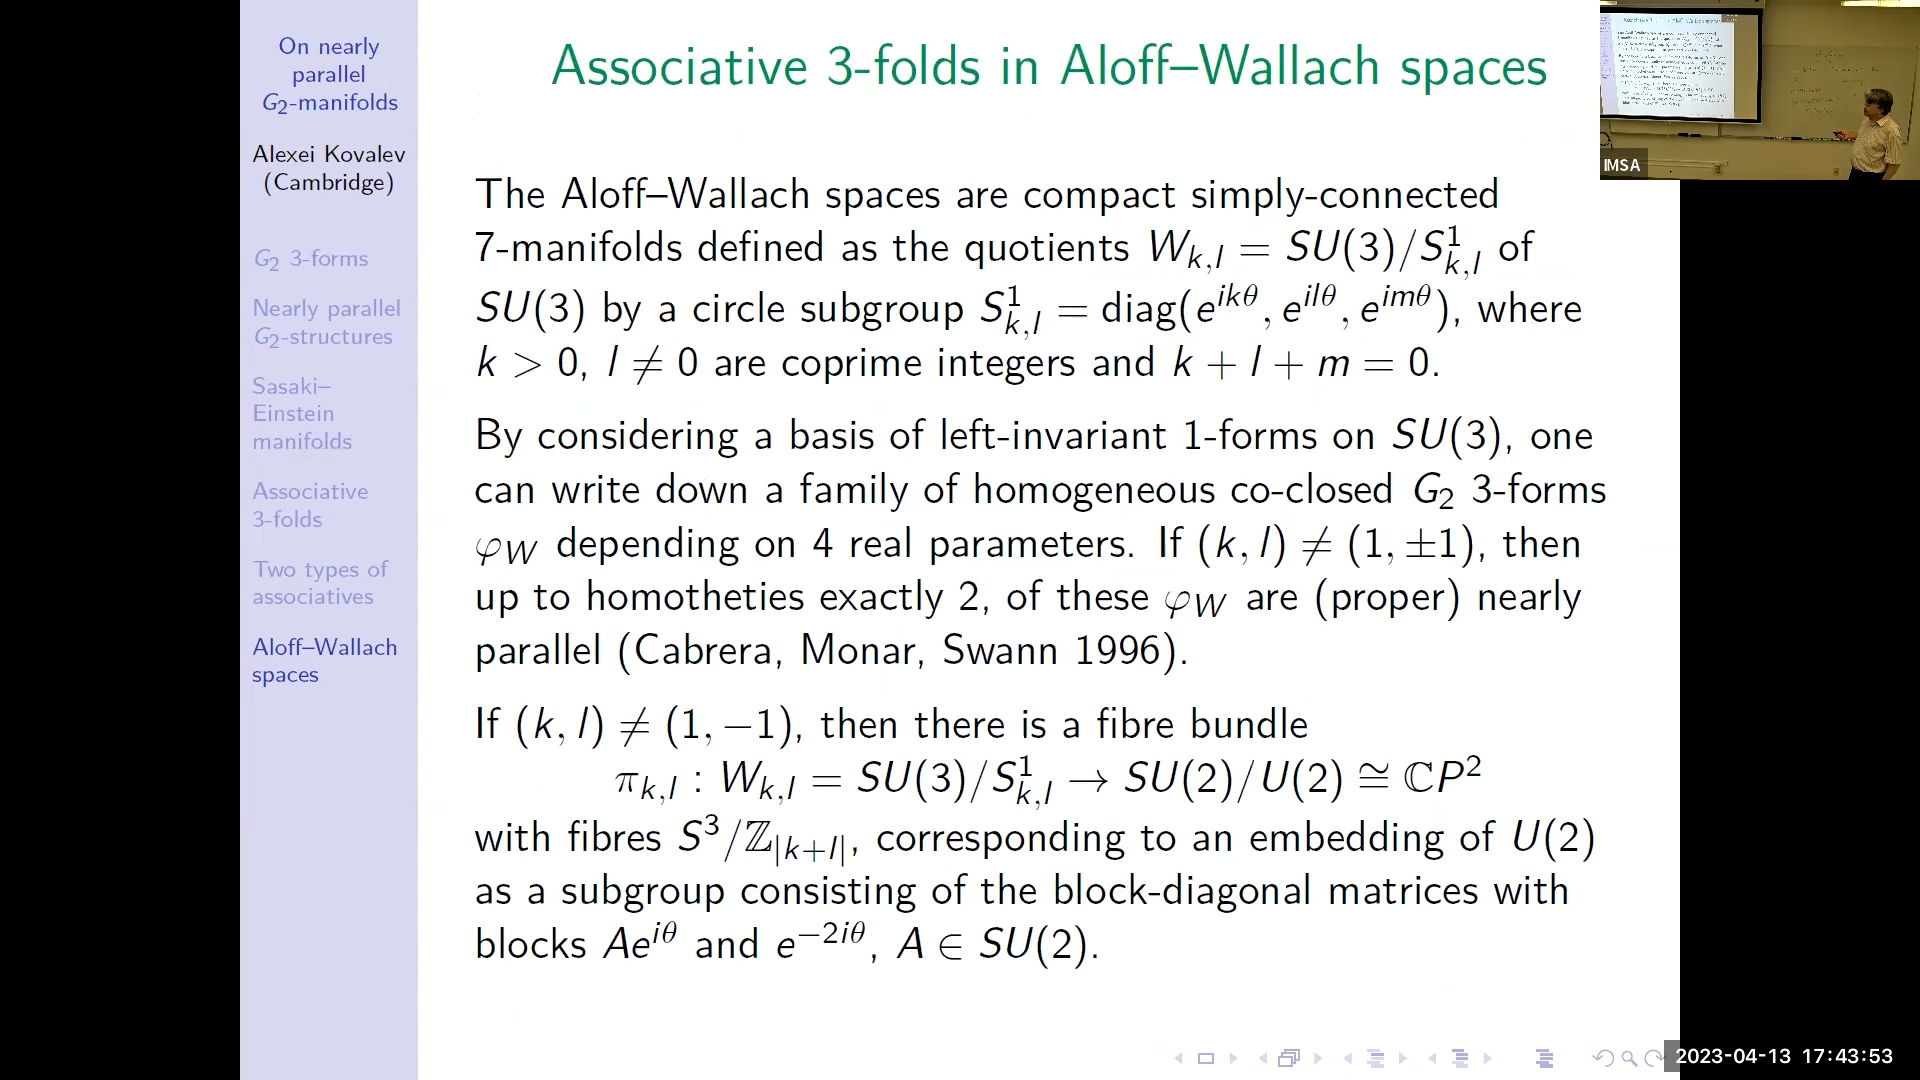 On nearly
parallel
G₂-manifolds
Alexei Kovalev
(Cambridge)
G₂ 3-forms
Nearly parallel
G₂-structures
Sasaki–
Einstein
manifolds
Associative
3-folds
Two types of
associatives
Aloff–Wallach
spaces
Associative 3-folds in Aloff–Wallach spaces
The Aloff–Wallach spaces are compact simply-connected
7-manifolds defined as the quotients W_{k,l} = SU(3)/S^1_{k,l} of
SU(3) by a circle subgroup S^1_{k,l} = diag(e^{ikθ}, e^{ilθ}, e^{imθ}), where
k > 0, l ≠ 0 are coprime integers and k + l + m = 0.
By considering a basis of left-invariant 1-forms on SU(3), one
can write down a family of homogeneous co-closed G₂ 3-forms
φ_W depending on 4 real parameters. If (k, l) ≠ (1, ±1), then
up to homotheties exactly 2, of these φ_W are (proper) nearly
parallel (Cabrera, Monar, Swann 1996).
If (k, l) ≠ (1, −1), then there is a fibre bundle
π_{k,l} : W_{k,l} = SU(3)/S^1_{k,l} → SU(2)/U(2) ≅ ℂP²
with fibres S³/ℤ_{|k+l|}, corresponding to an embedding of U(2)
as a subgroup consisting of the block-diagonal matrices with
blocks Ae^{iθ} and e^{−2iθ}, A ∈ SU(2).
IMSA
2023-04-13 17:43:53